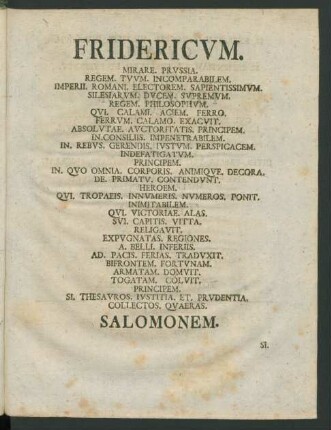 FRIDERICVM.
MIRARE. PRVSSIA.
REGEM. TVVM. INCOMPARABILEM.
IMPERII. ROMANI. ELECTOREM. SAPIENTISSIMVM.
SILESIARVM. DVCEM. SVPREMVM.
REGEM. PHILOSOPHVM.
QVI. CALAMI. ACIEM. FERRO.
FERRVM. CALAMO. EXACVIT.
ABSOLVTAE. AVCTORITATIS. PRINCIPEM.
IN. CONSILIIS. IMPENETRABILEM.
IN. REBVS. GERENDIS. IVSTVM. PERSPICACEM.
INDEFATIGATVM.
PRINCIPEM.
IN. QVO OMNIA. CORPORIS. ANIMIQVE. DECORA.
DE. PRIMATV. CONTENDVNT.
HEROEM.
QVI. TROPAEIS. INNVMERIS. NVMEROS. PONIT.
INIMITABILEM.
QVI. VICTORIAE. ALAS.
SVI. CAPITIS. VITTA.
RELIGAVIT.
EXPVGNATAS. REGIONES.
A. BELLI. INFERIIS.
AD. PACIS. FERIAS. TRADVXIT.
BIFRONTEM. FORTVNAM.
ARMATAM. DOMVIT.
TOGATAM. COLVIT.
PRINCIPEM.
SI. THESAVROS. IVSTITIA. ET. PRVDENTIA.
COLLECTOS. QVAERAS.
SALOMONEM.
SI.